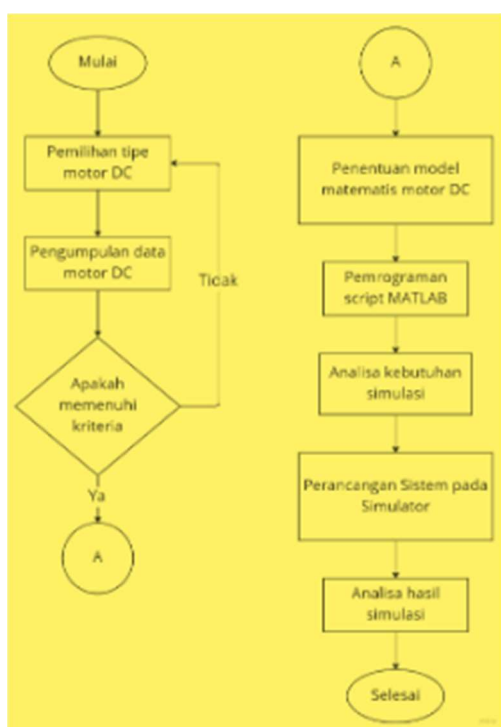 Mulai
Pemilihan tipe
motor DC
Pengumpulan data
motor DC
Tidak
Apakah
memenuhi
kriteria
Ya
A
A
Penentuan model
matematis motor DC
Pemrograman
script MATLAB
Analisa kebutuhan
simulasi
Perancangan Sistem pada
Simulator
Analisa hasil
simulasi
Selesai